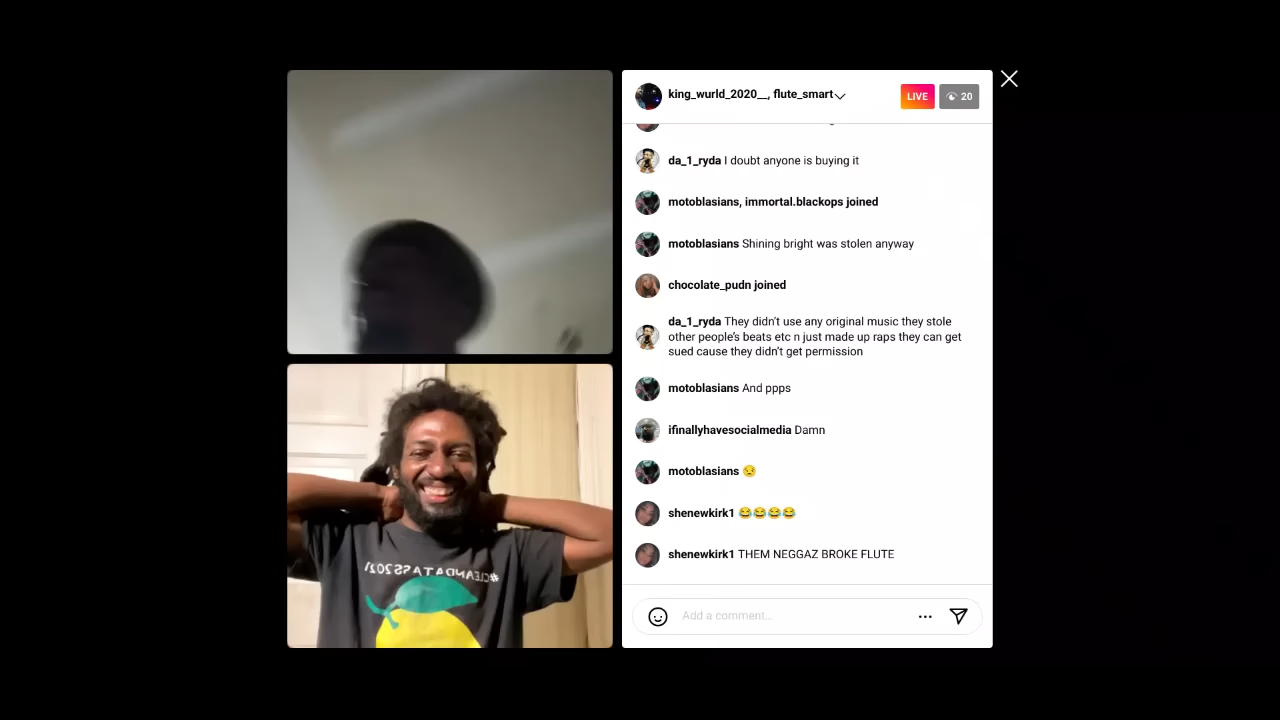 king_wurld_2020__, flute_smart
LIVE
20
da_1_ryda I doubt anyone is buying it
motoblasians, immortal.blackops joined
motoblasians Shining bright was stolen anyway
chocolate_pudn joined
da_1_ryda They didn't use any original music they stole
other people's beats etc n just made up raps they can get
sued cause they didn't get permission
motoblasians And ppps
ifinallyhavesocialmedia Damn
motoblasians 😒
shenewkirk1 😂😂😂😂
shenewkirk1 THEM NEGGAZ BROKE FLUTE
Add a comment...
#CLEANDATASS2021